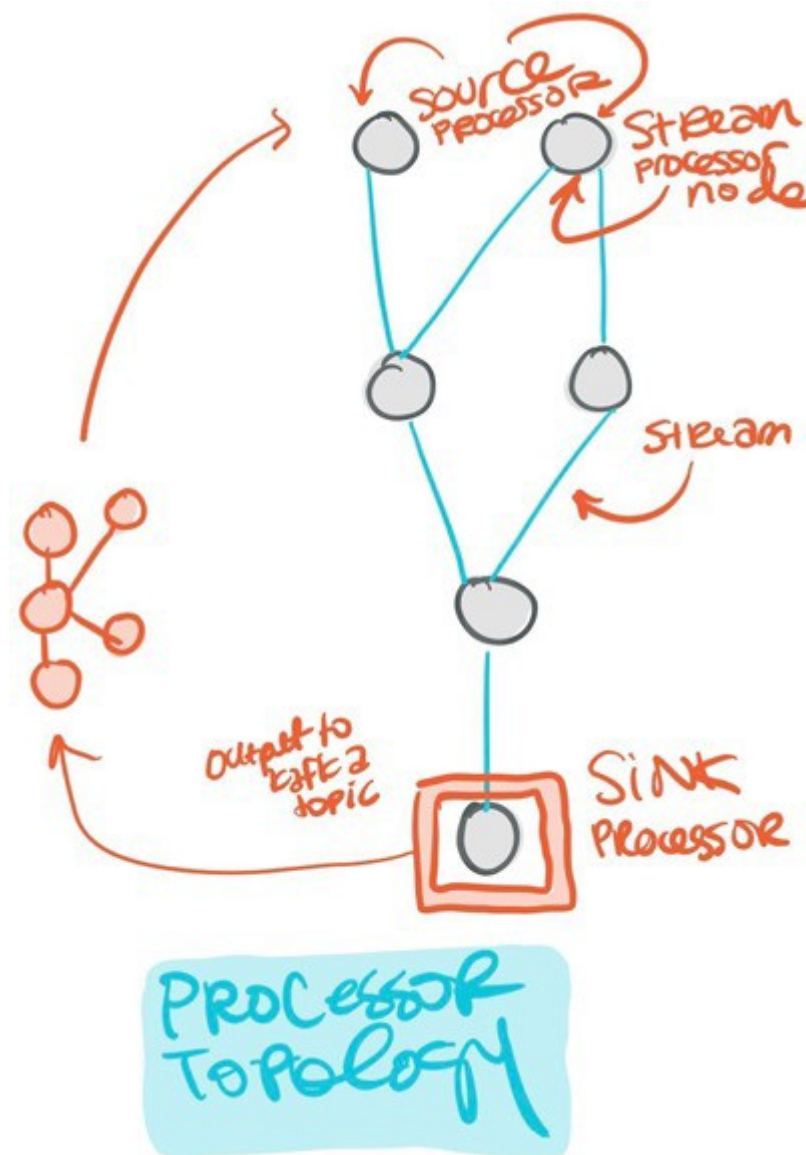 SOURCE
PROCESSOR
Stream
processor
node
Stream
Output to
kafka
topic
SiNK
PROCESSOR
PROCessOR
Topology